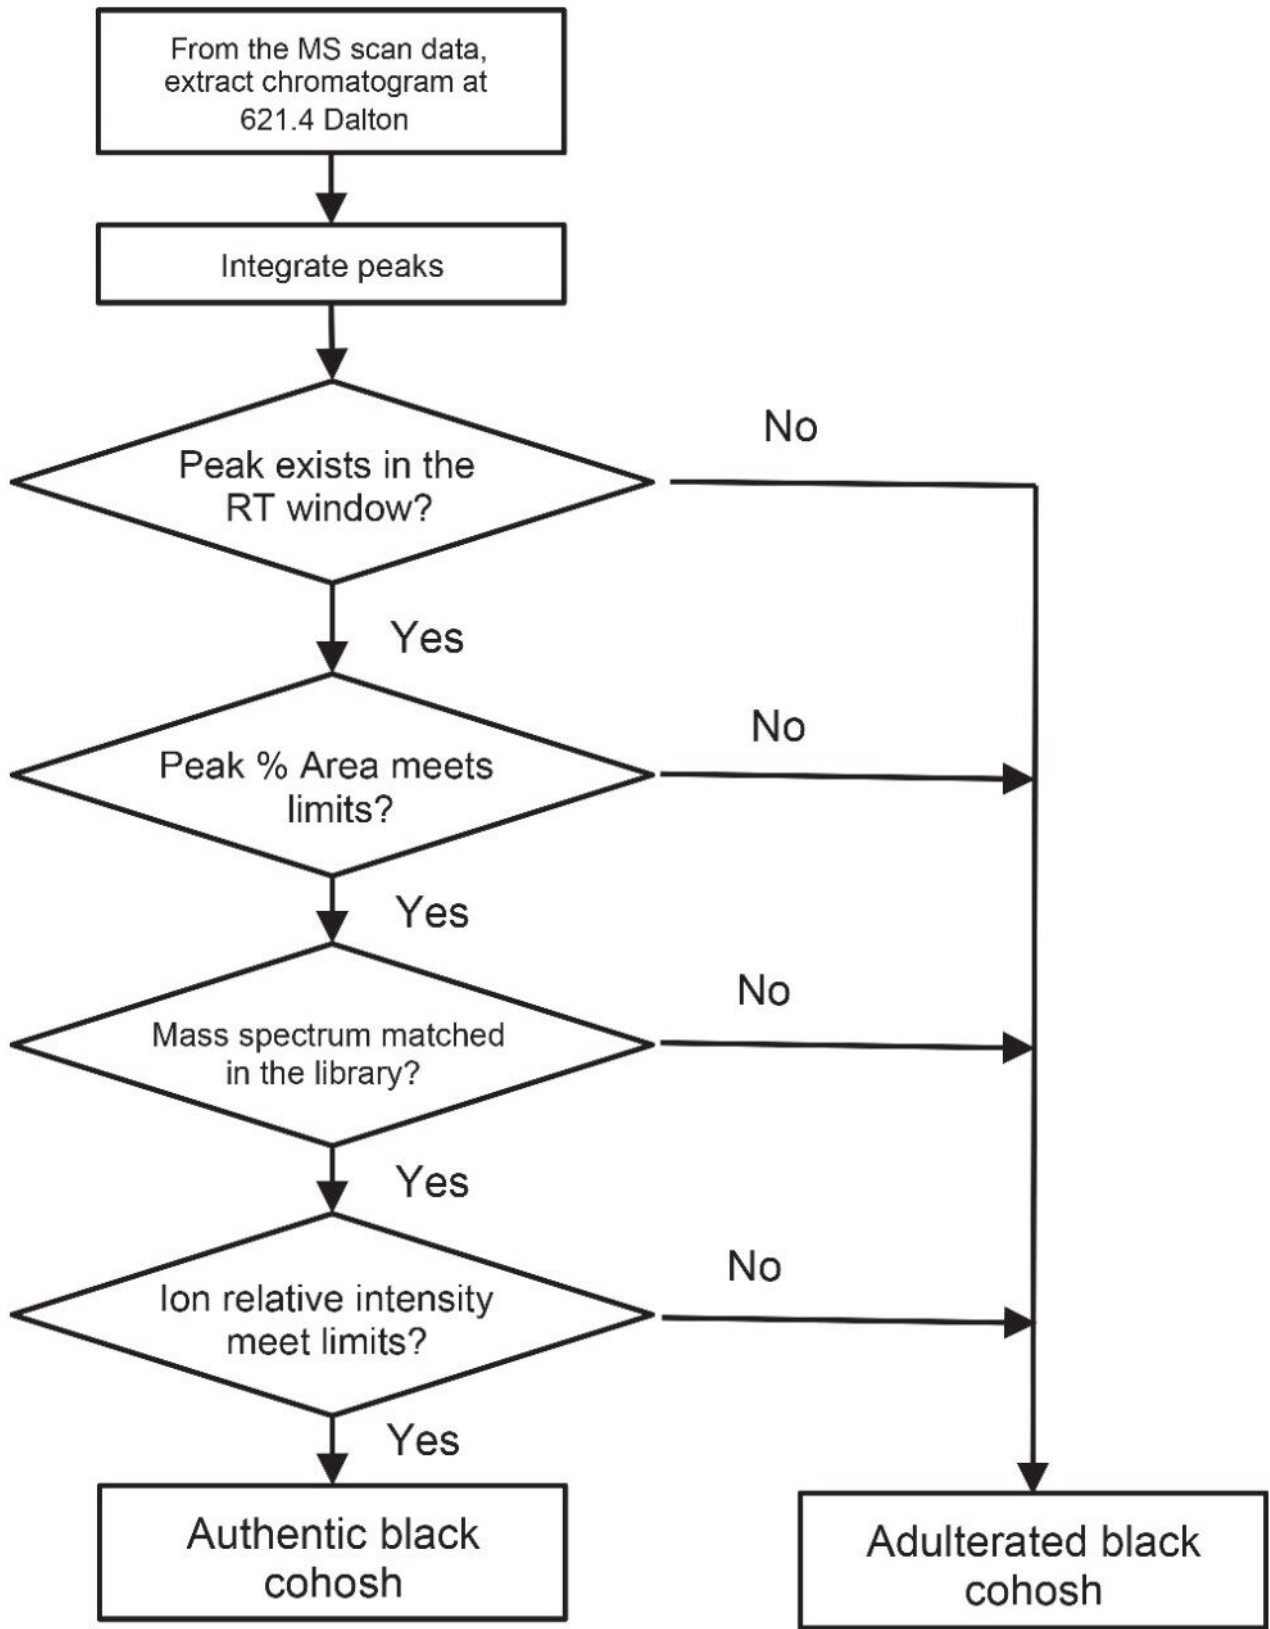 From the MS scan data,
extract chromatogram at
621.4 Dalton
Integrate peaks
No
Peak exists in the
RT window?
Yes
No
Peak % Area meets
limits?
Yes
No
Mass spectrum matched
in the library?
Yes
No
Ion relative intensity
meet limits?
Yes
Authentic black
cohosh
Adulterated black
cohosh